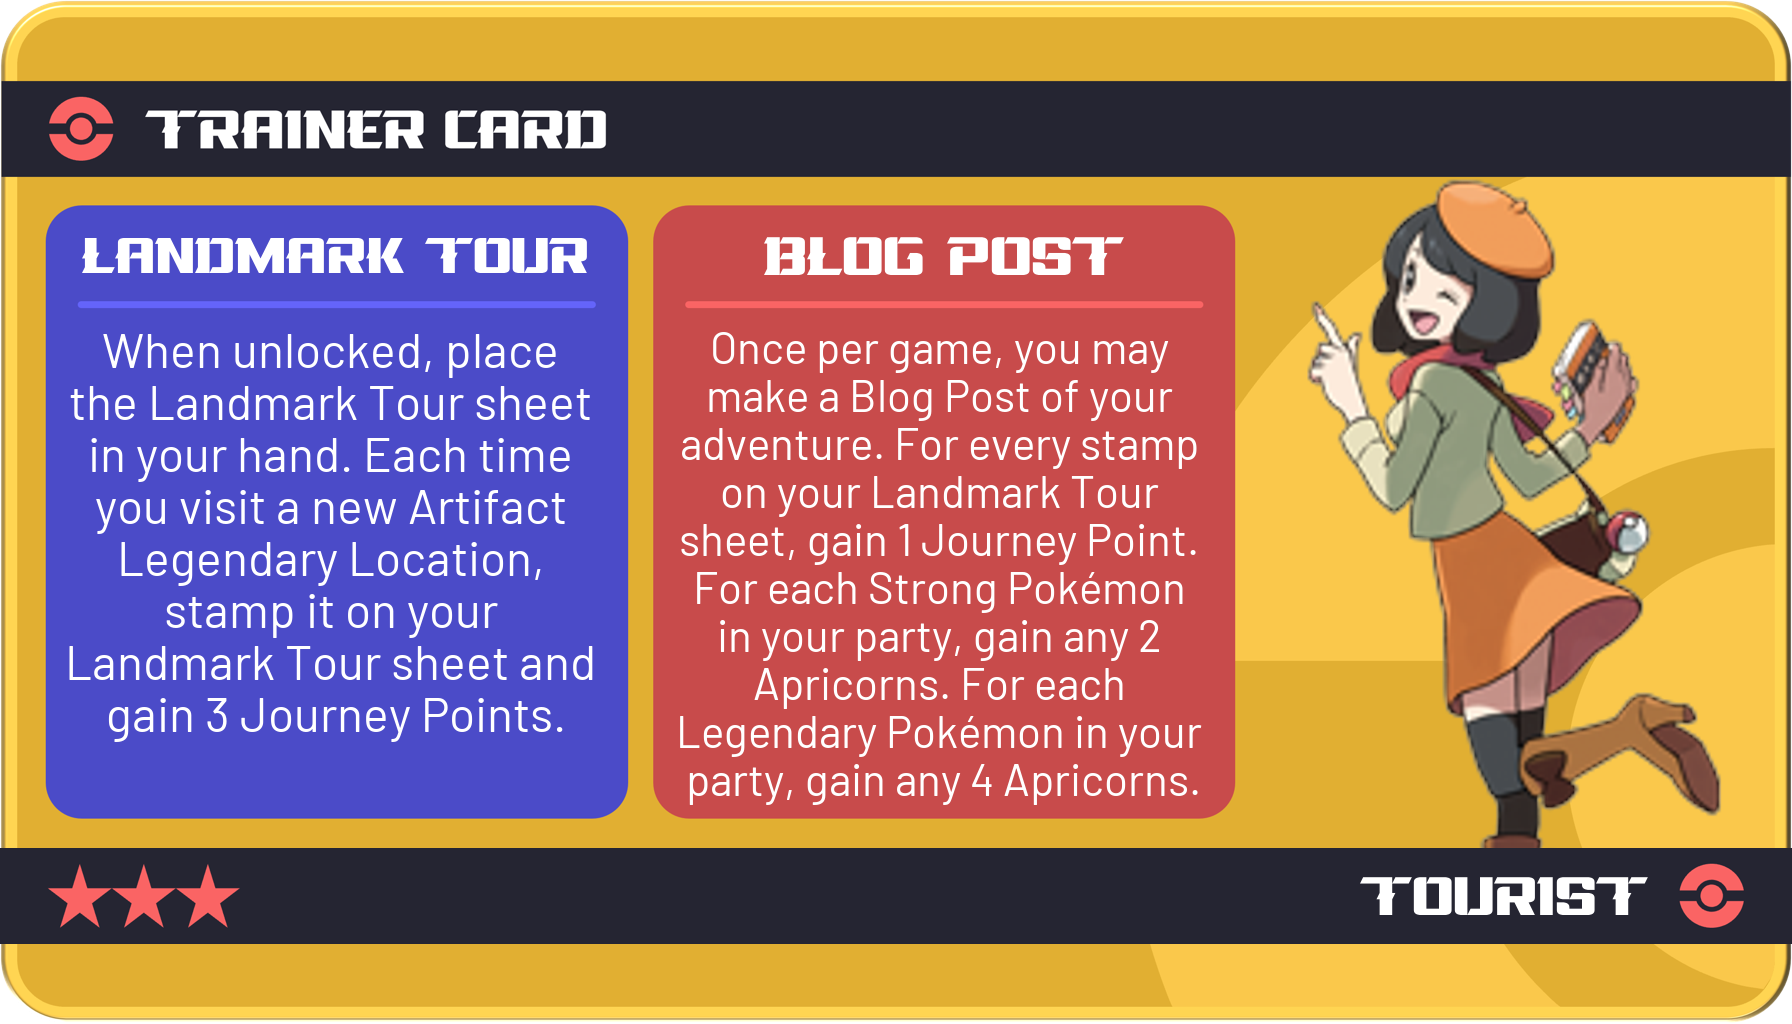 TRAINER CARD
LANDMARK TOUR
When unlocked, place
the Landmark Tour sheet
in your hand. Each time
you visit a new Artifact
Legendary Location,
stamp it on your
Landmark Tour sheet and
gain 3 Journey Points.
BLOG POST
Once per game, you may
make a Blog Post of your
adventure. For every stamp
on your Landmark Tour
sheet, gain 1 Journey Point.
For each Strong Pokémon
in your party, gain any 2
Apricorns. For each
Legendary Pokémon in your
party, gain any 4 Apricorns.
TOURIST